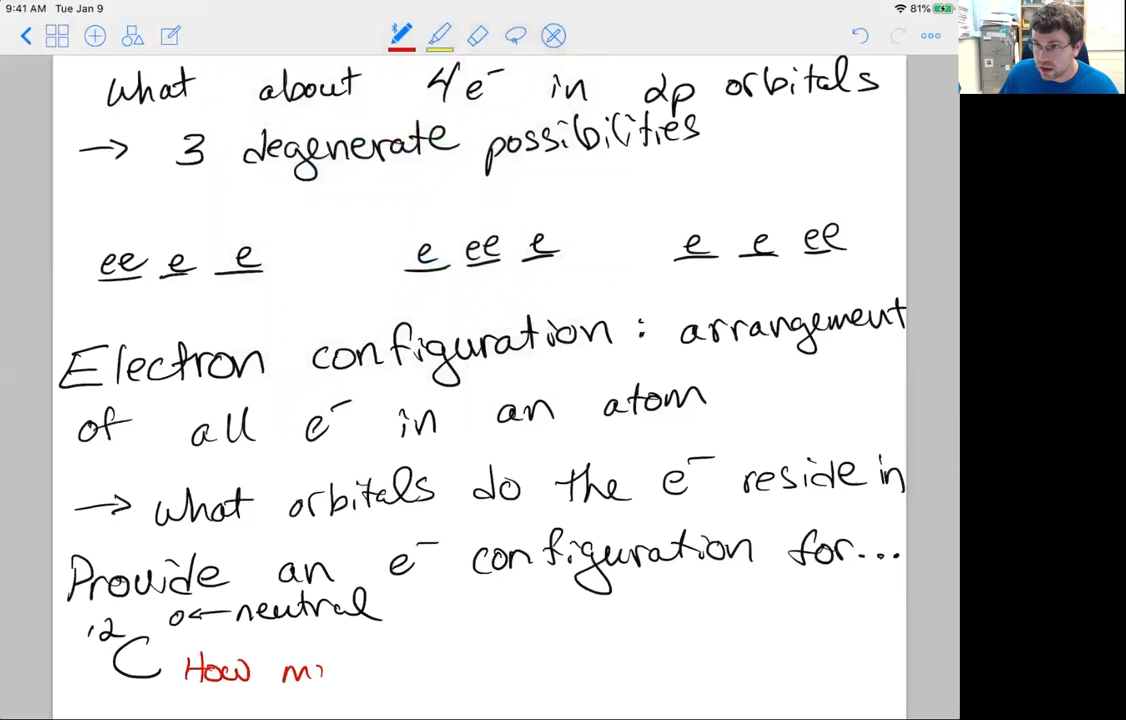 9:41 AM Tue Jan 9
81%
What about 4e⁻ in 2p orbitals
→ 3 degenerate possibilities
ee e e e ee e e e ee
Electron configuration: arrangement
of all e⁻ in an atom
→ what orbitals do the e⁻ reside in
Provide an e⁻ configuration for...
0←neutral
12
C How m